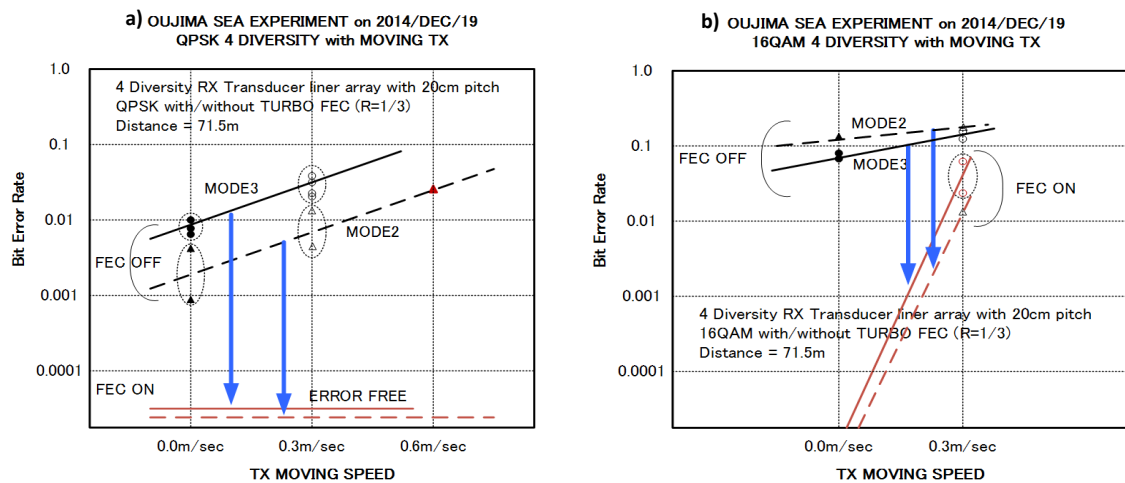 a) OUJIMA SEA EXPERIMENT on 2014/DEC/19
QPSK 4 DIVERSITY with MOVING TX
1.0
0.1
0.01
0.001
0.0001
Bit Error Rate
4 Diversity RX Transducer liner array with 20cm pitch
QPSK with/without TURBO FEC (R=1/3)
Distance = 71.5m
MODE3
MODE2
FEC OFF
FEC ON
ERROR FREE
0.0m/sec
0.3m/sec
0.6m/sec
TX MOVING SPEED
b) OUJIMA SEA EXPERIMENT on 2014/DEC/19
16QAM 4 DIVERSITY with MOVING TX
1.0
0.1
0.01
0.001
0.0001
Bit Error Rate
MODE2
FEC OFF
MODE3
FEC ON
4 Diversity RX Transducer liner array with 20cm pitch
16QAM with/without TURBO FEC (R=1/3)
Distance = 71.5m
0.0m/sec
0.3m/sec
TX MOVING SPEED